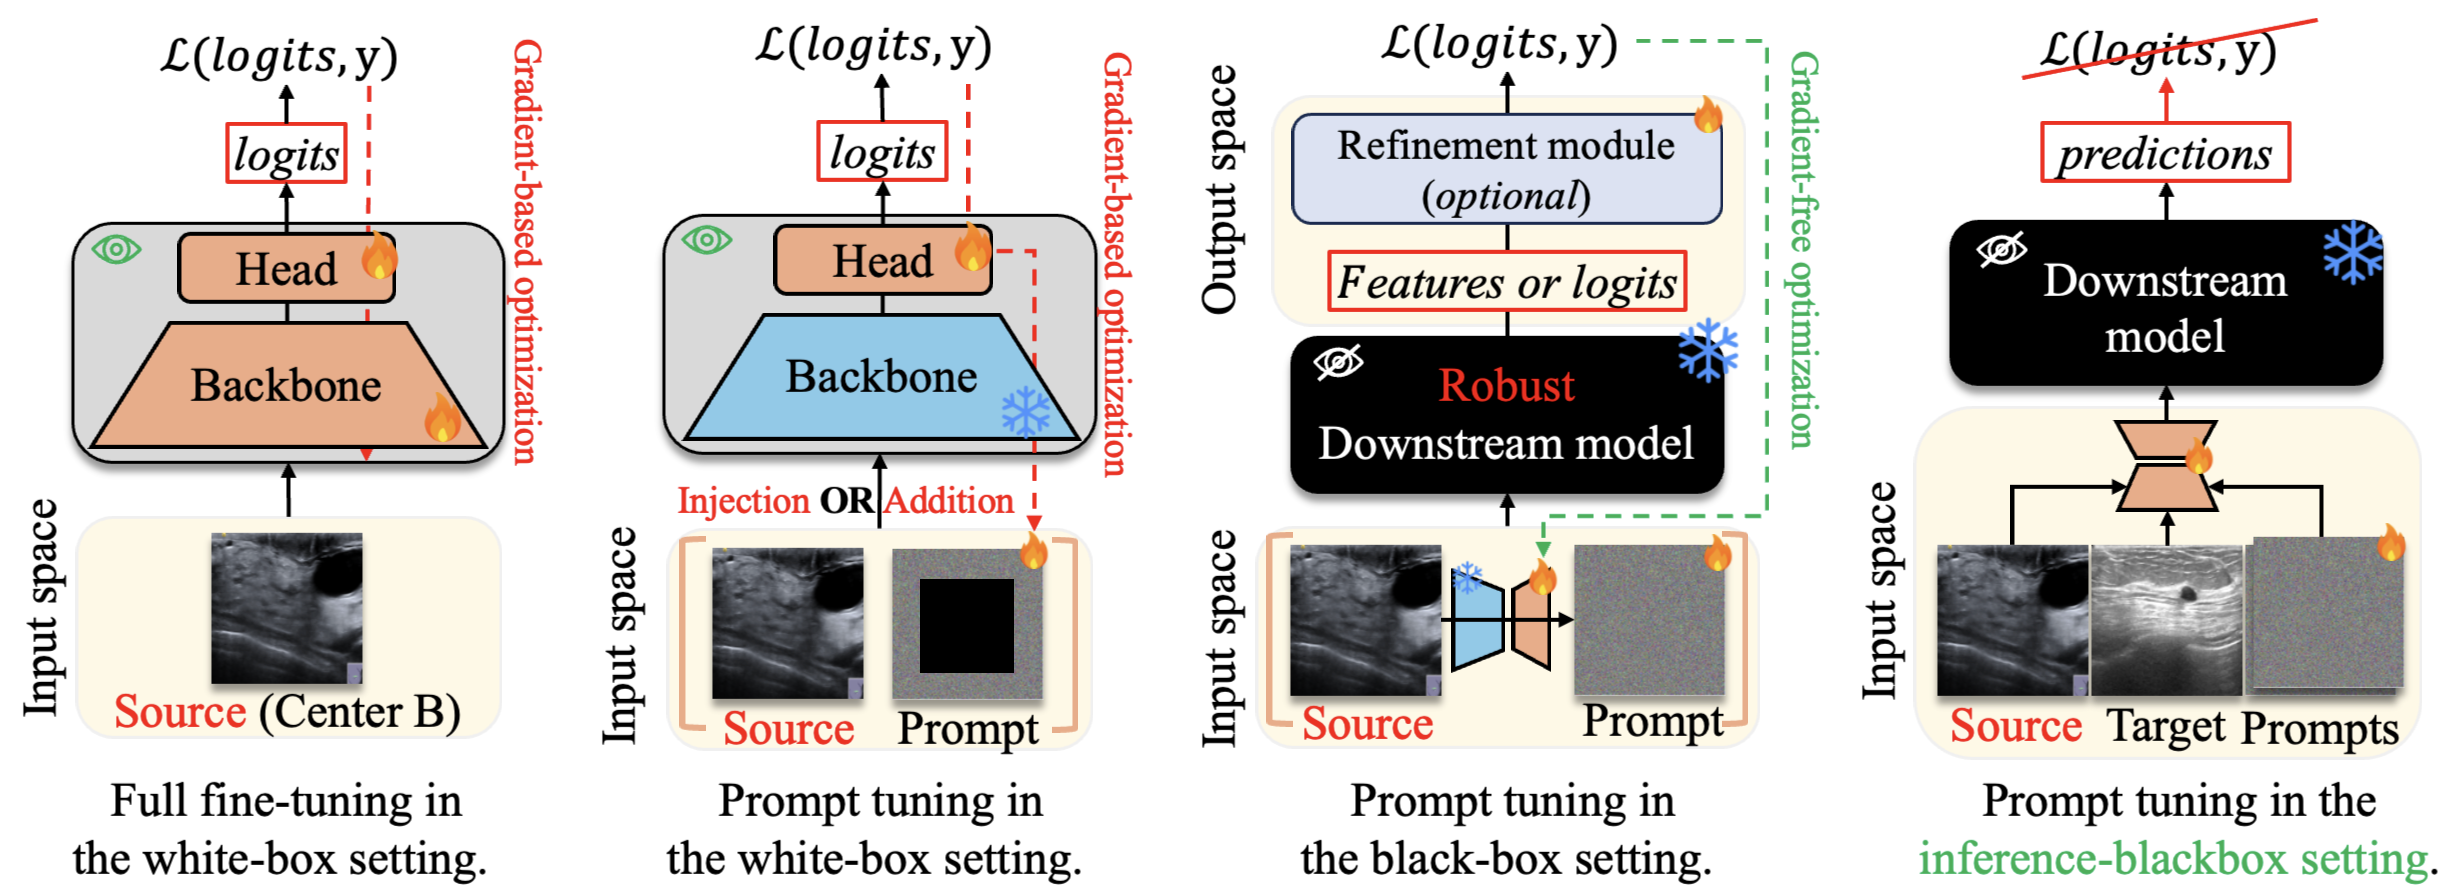 ℒ(logits, y)
logits
Head
Backbone
Gradient-based optimization
Input space
Source (Center B)
Full fine-tuning in
the white-box setting.
ℒ(logits, y)
logits
Head
Backbone
Gradient-based optimization
Injection OR Addition
Input space
Source
Prompt
Prompt tuning in
the white-box setting.
ℒ(logits, y)
Output space
Refinement module
(optional)
Features or logits
Robust
Downstream model
Gradient-free optimization
Input space
Source
Prompt
Prompt tuning in
the black-box setting.
ℒ(logits, y)
predictions
Downstream
model
Input space
Source Target Prompts
Prompt tuning in the
inference-blackbox setting.